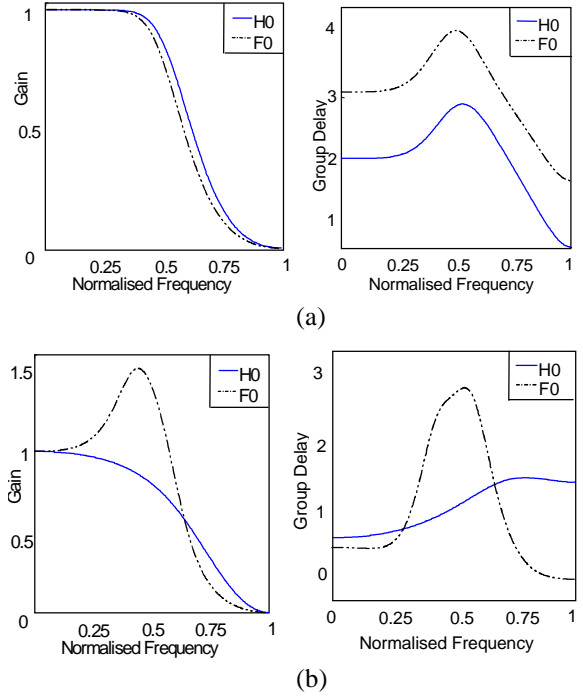 1
0.5
0
Gain
H0
F0
0.25 0.5 0.75 1
Normalised Frequency
4
3
2
1
Group Delay
H0
F0
0 0.25 0.5 0.75 1
Normalised Frequency
(a)
1.5
1
0.5
0
Gain
H0
F0
0.25 0.5 0.75 1
Normalised Frequency
3
2
1
0
Group Delay
H0
F0
0 0.25 0.5 0.75 1
Normalised Frequency
(b)